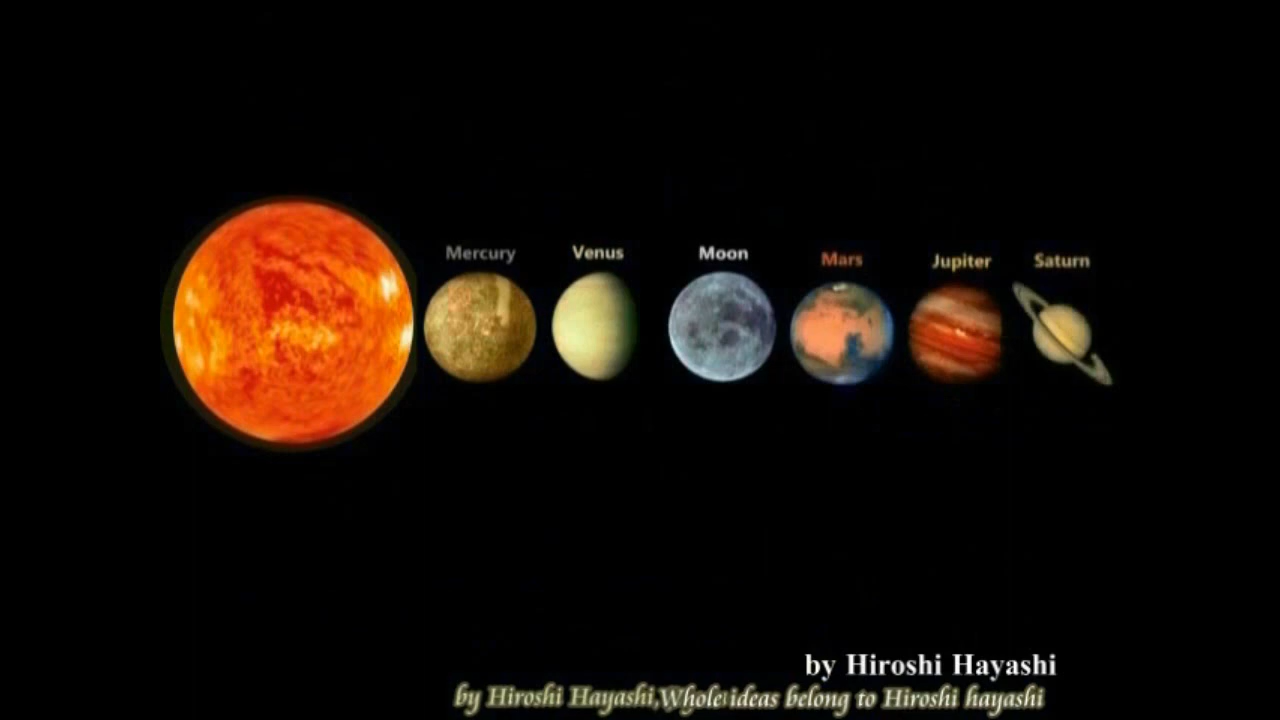 Mercury Venus Moon Mars Jupiter Saturn
by Hiroshi Hayashi
by Hiroshi Hayashi,Whole ideas belong to Hiroshi hayashi